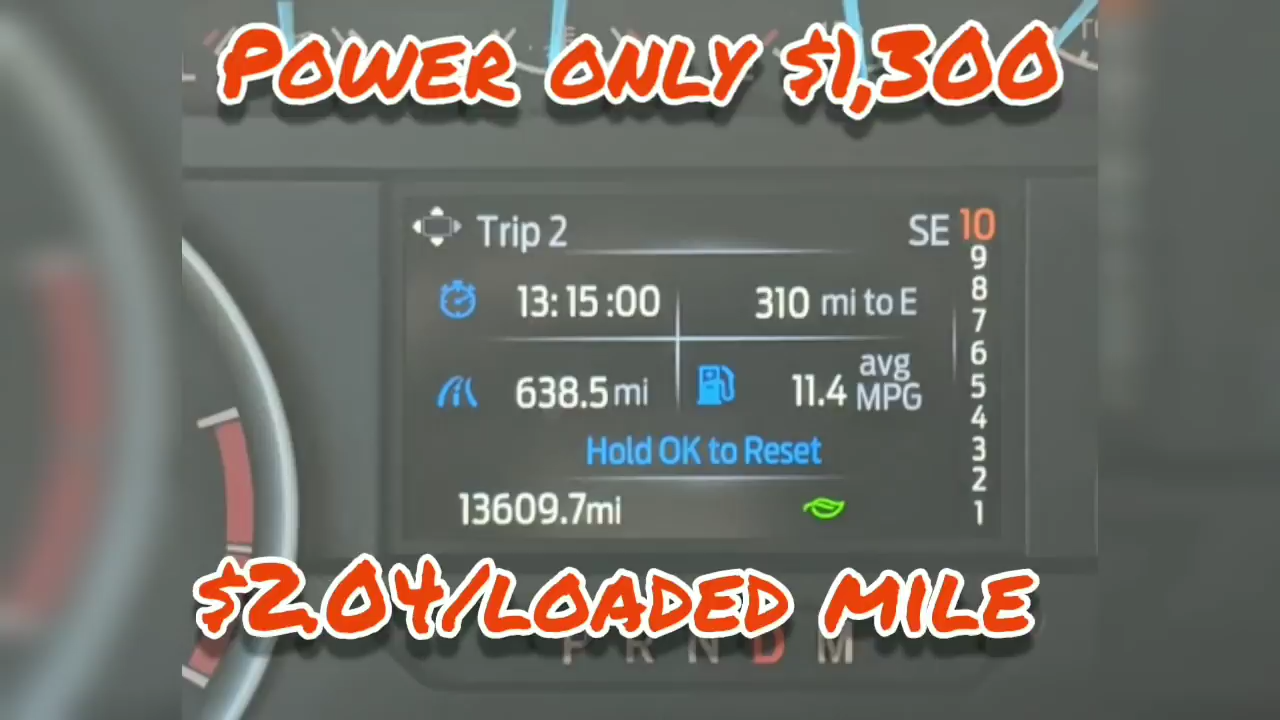 POWER ONLY $1,300
Trip 2
SE 10
13:15:00
310 mi to E
9
8
7
6
5
4
3
2
1
638.5 mi
11.4 avg MPG
Hold OK to Reset
13609.7mi
$2.04/LOADED MILE
P R N D M